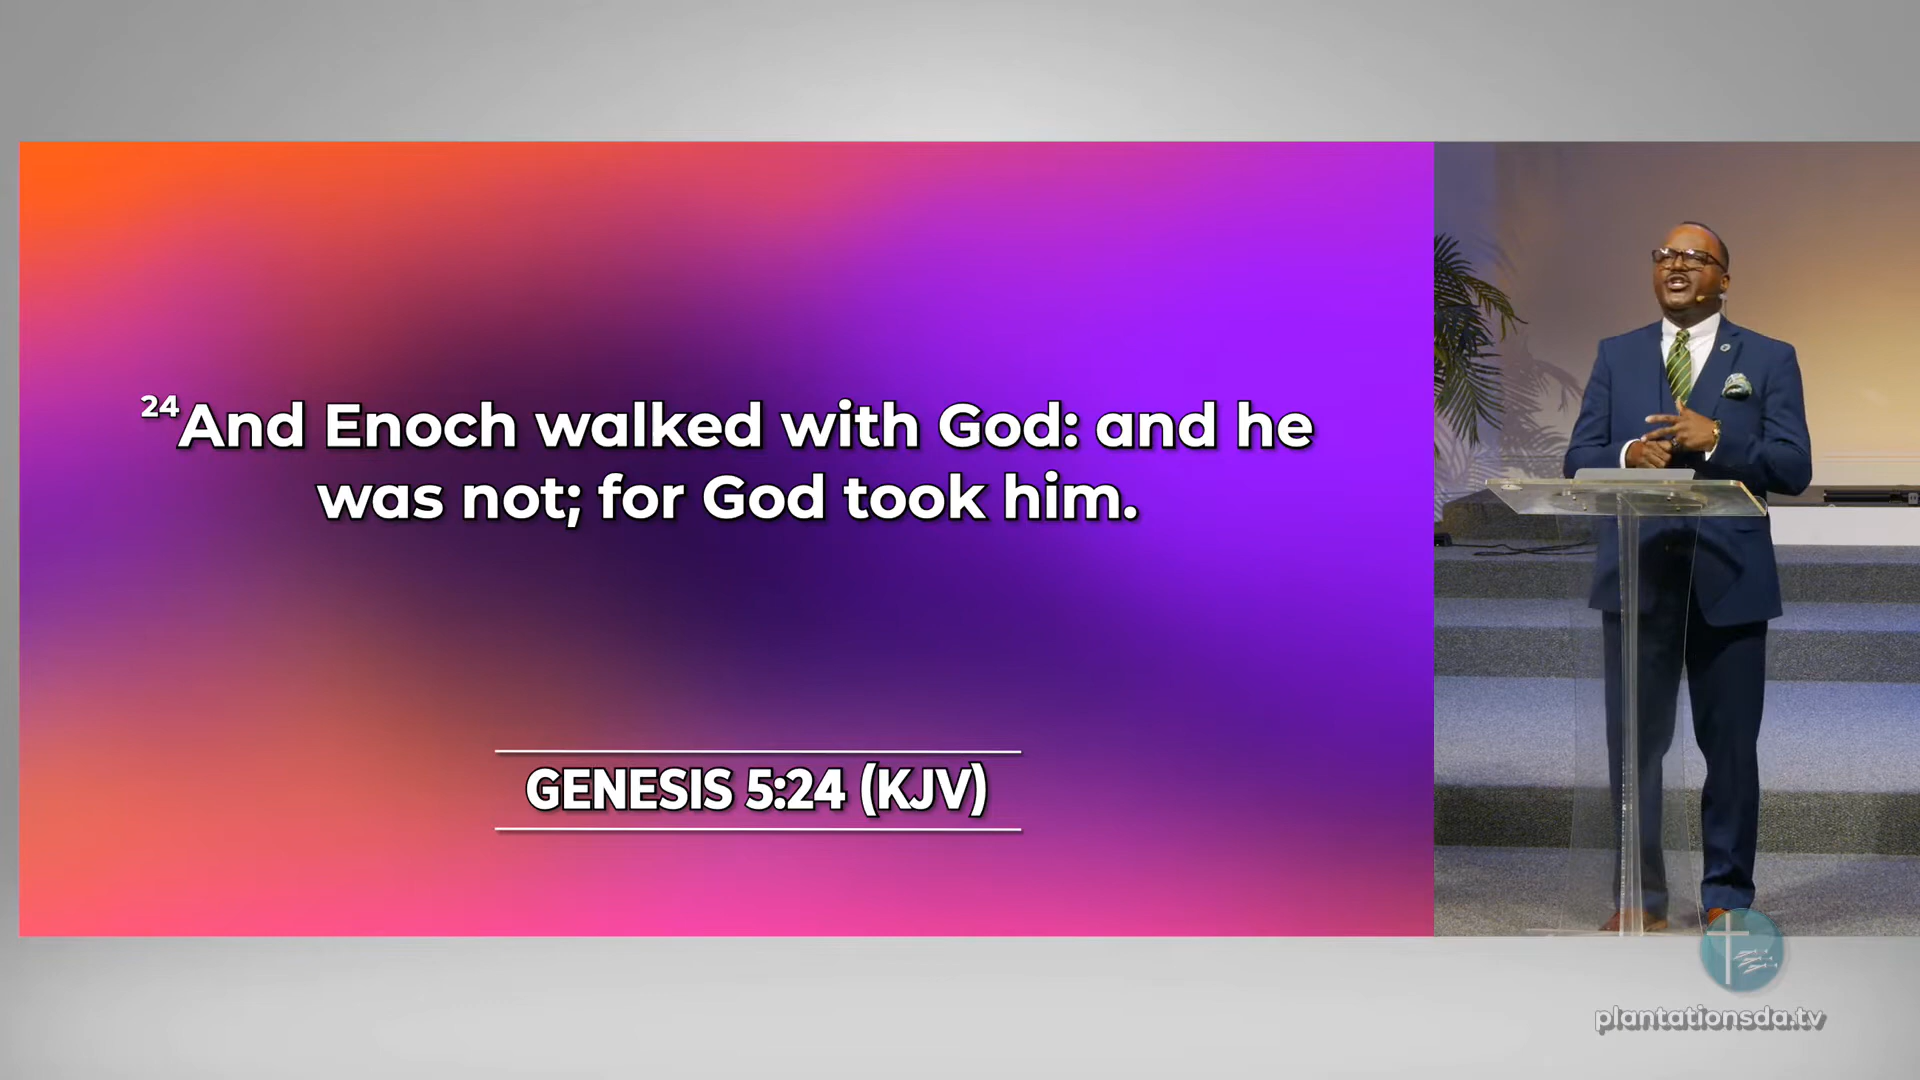 ²⁴And Enoch walked with God: and he
was not; for God took him.
GENESIS 5:24 (KJV)
plantationsda.tv